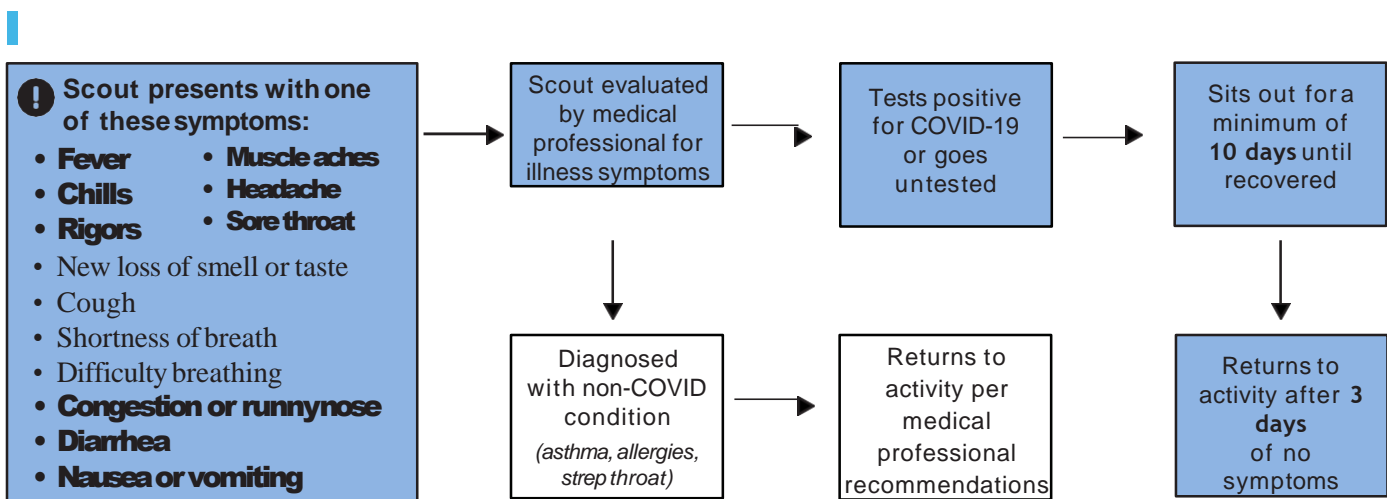 Scout presents with one
of these symptoms:
• Fever
• Chills
• Rigors
• Muscle aches
• Headache
• Sore throat
• New loss of smell or taste
• Cough
• Shortness of breath
• Difficulty breathing
• Congestion or runny nose
• Diarrhea
• Nausea or vomiting
Scout evaluated
by medical
professional for
illness symptoms
Tests positive
for COVID-19
or goes
untested
Sits out for a
minimum of
10 days until
recovered
Diagnosed
with non-COVID
condition
(asthma, allergies,
strep throat)
Returns to
activity per
medical
professional
recommendations
Returns to
activity after 3
days
of no
symptoms